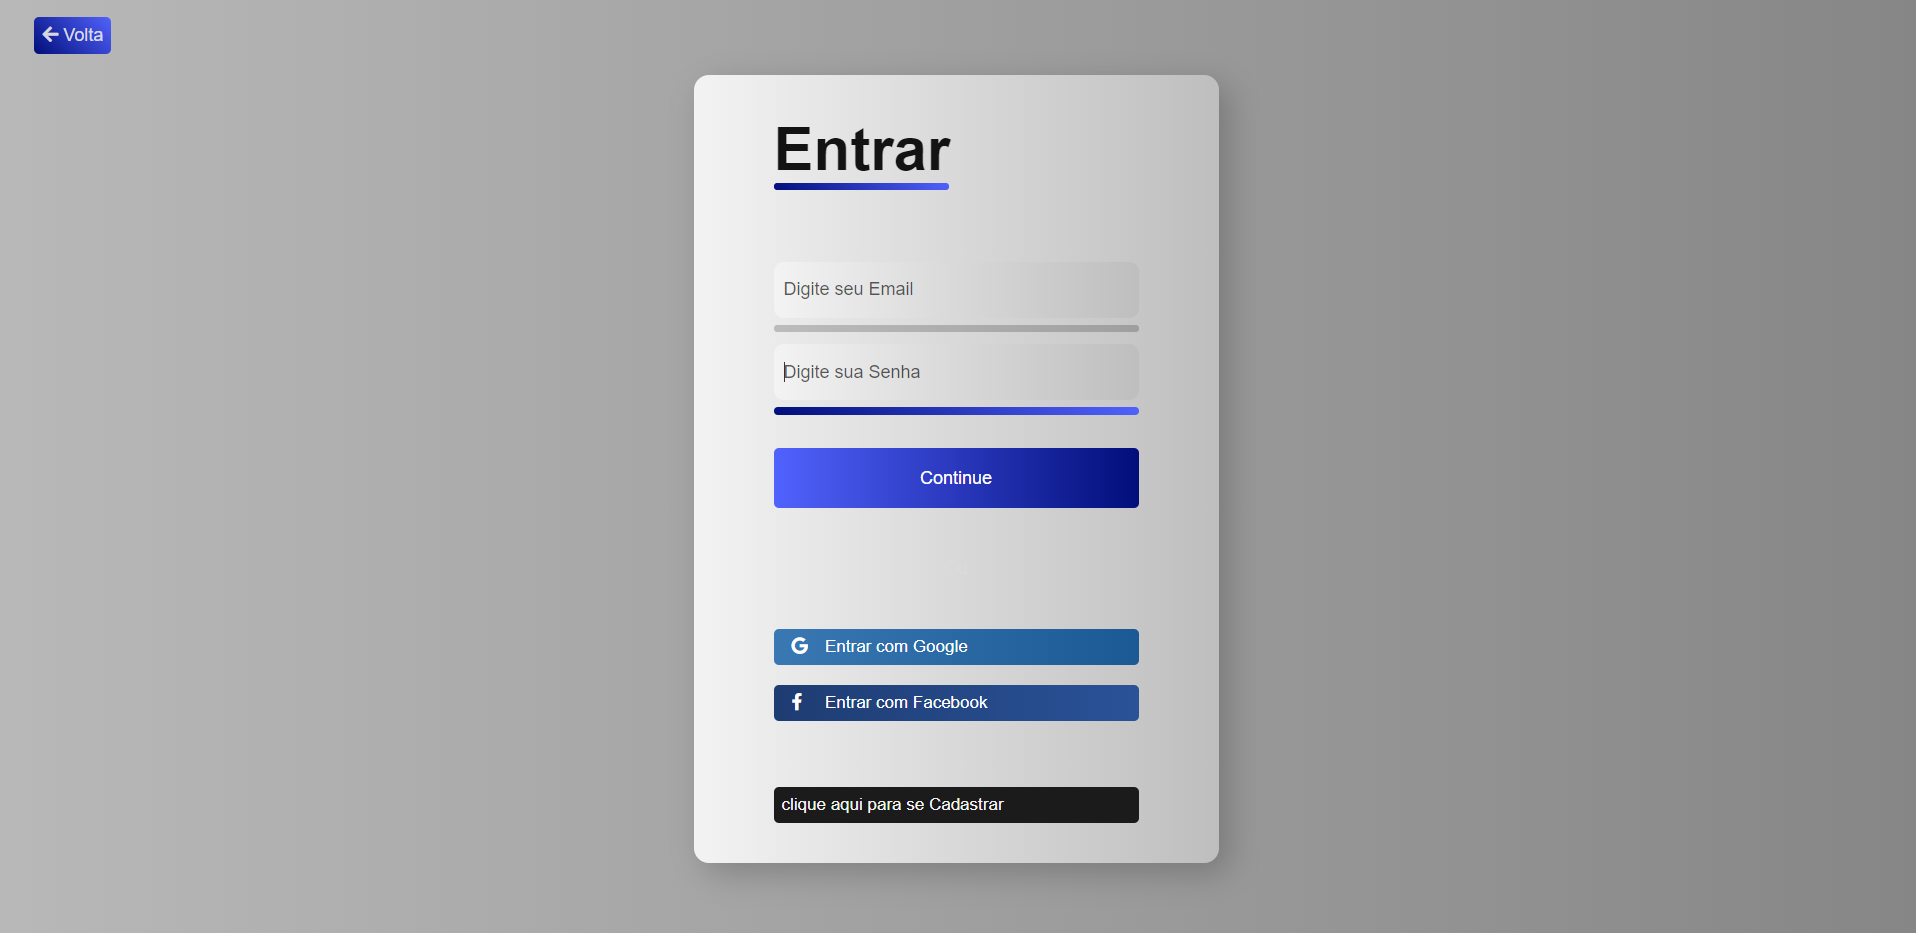 Volta
Entrar
Digite seu Email
Digite sua Senha
Continue
Entrar com Google
Entrar com Facebook
clique aqui para se Cadastrar